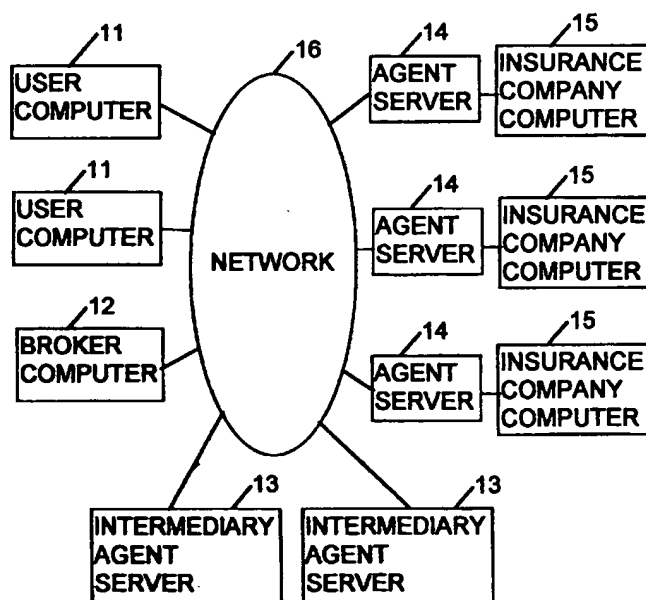 11
USER
COMPUTER
11
USER
COMPUTER
12
BROKER
COMPUTER
16
NETWORK
14
AGENT
SERVER
15
INSURANCE
COMPANY
COMPUTER
14
AGENT
SERVER
15
INSURANCE
COMPANY
COMPUTER
14
AGENT
SERVER
15
INSURANCE
COMPANY
COMPUTER
13
INTERMEDIARY
AGENT
SERVER
13
INTERMEDIARY
AGENT
SERVER